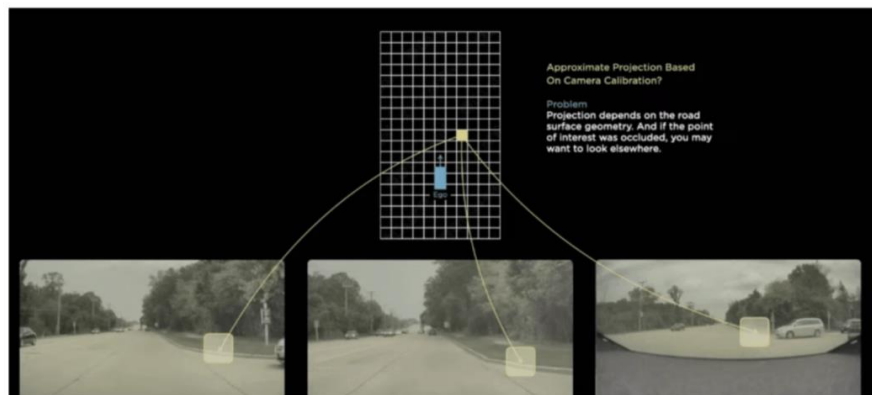 Approximate Projection Based
On Camera Calibration?
Problem
Projection depends on the road
surface geometry. And if the point
of interest was occluded, you may
want to look elsewhere.
Ego